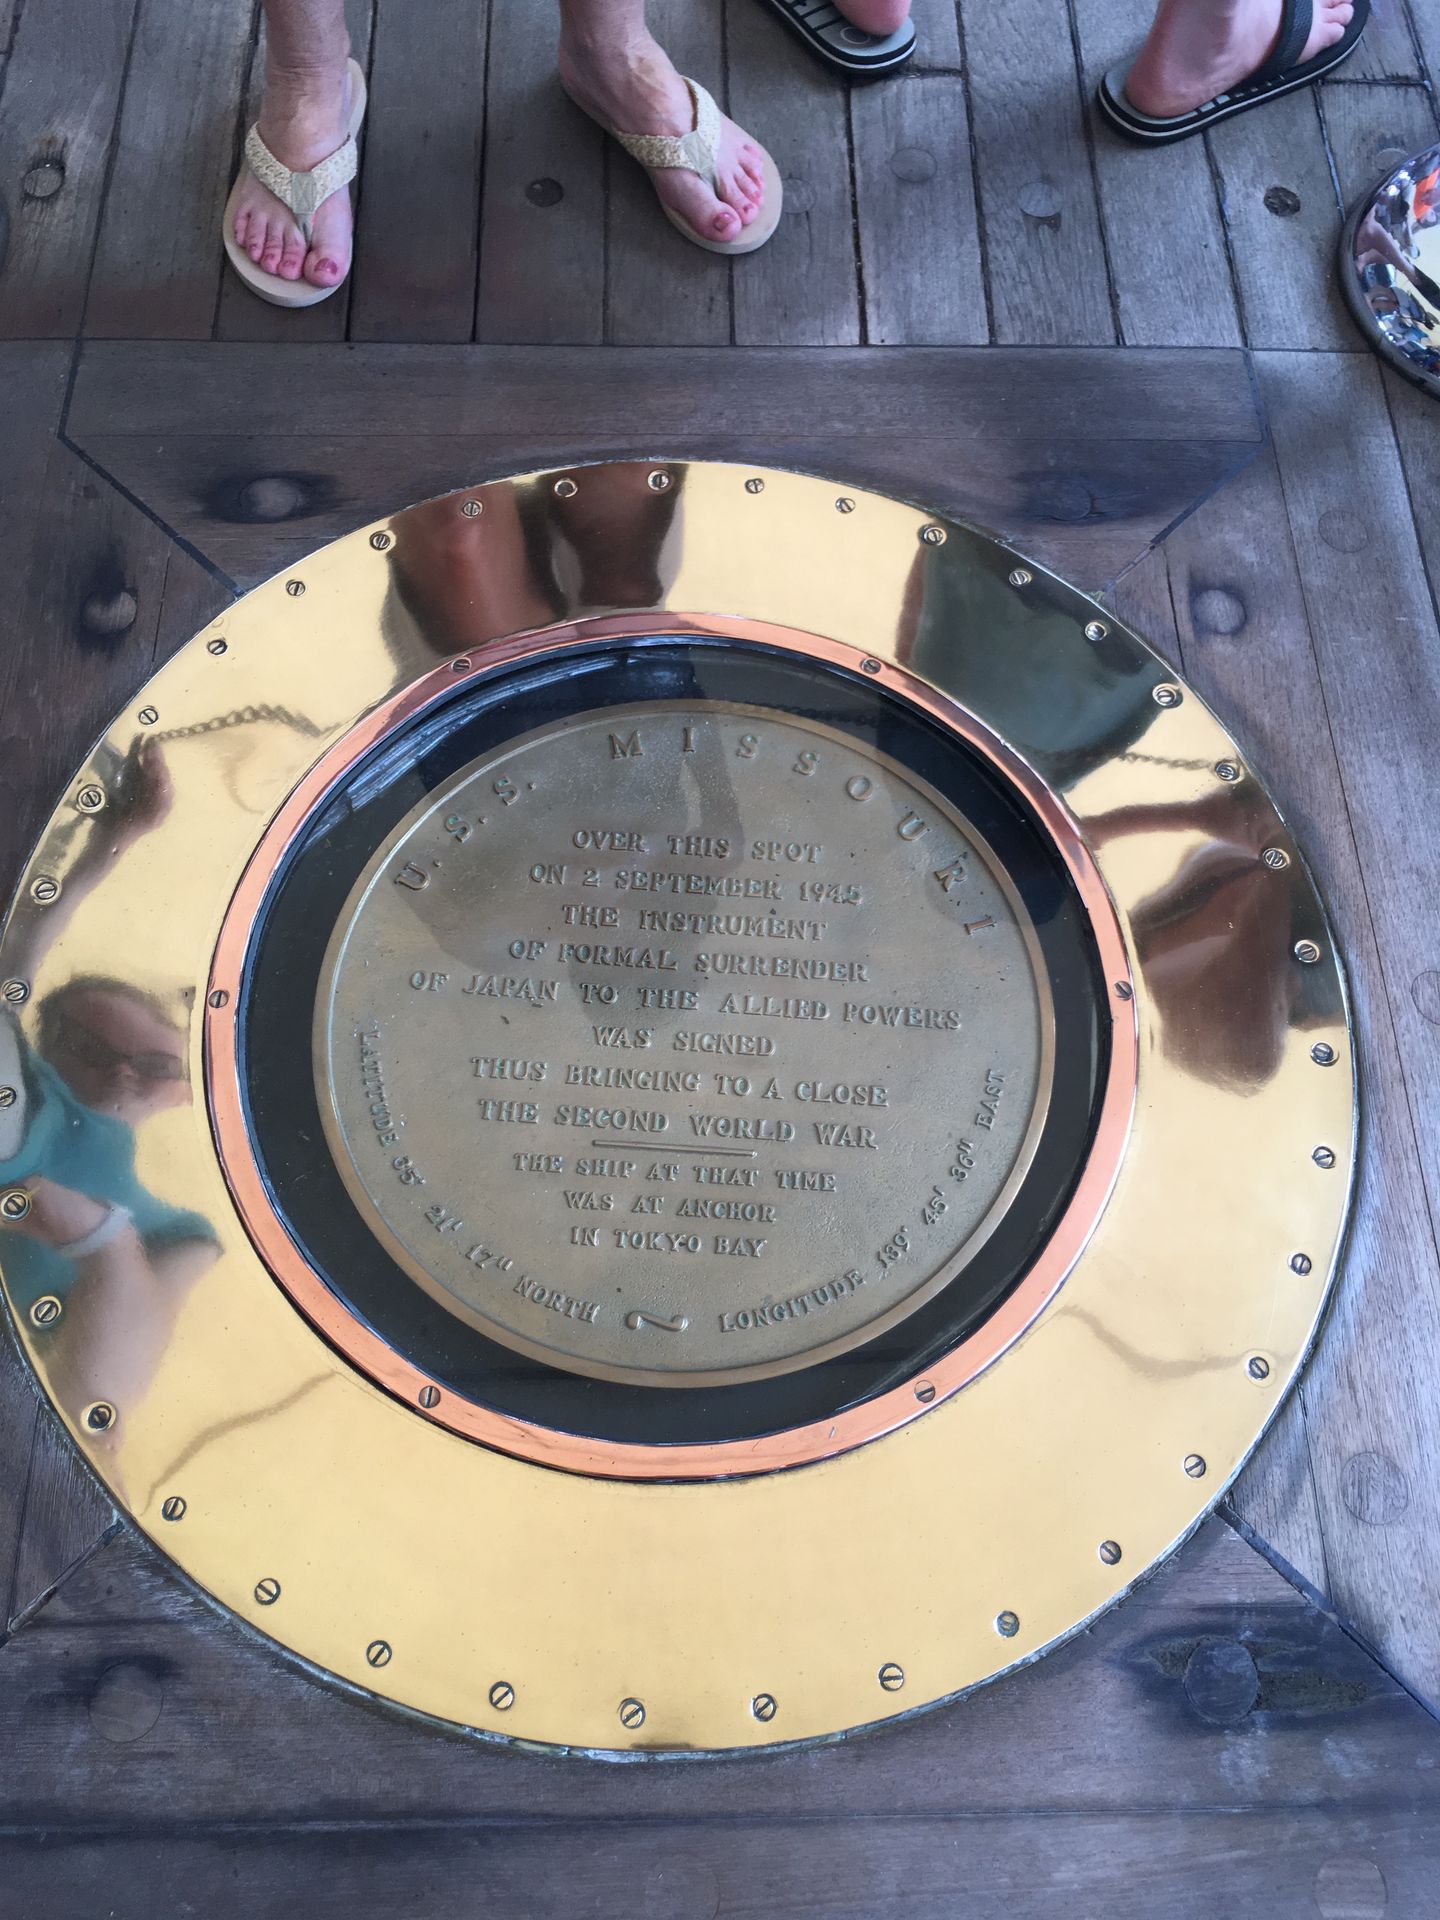 U.S.S. MISSOURI
OVER THIS SPOT
ON 2 SEPTEMBER 1945
THE INSTRUMENT
OF FORMAL SURRENDER
OF JAPAN TO THE ALLIED POWERS
WAS SIGNED
THUS BRINGING TO A CLOSE
THE SECOND WORLD WAR
THE SHIP AT THAT TIME
WAS AT ANCHOR
IN TOKYO BAY
LATITUDE 35° 21' 17" NORTH ~ LONGITUDE 139° 45' 36" EAST